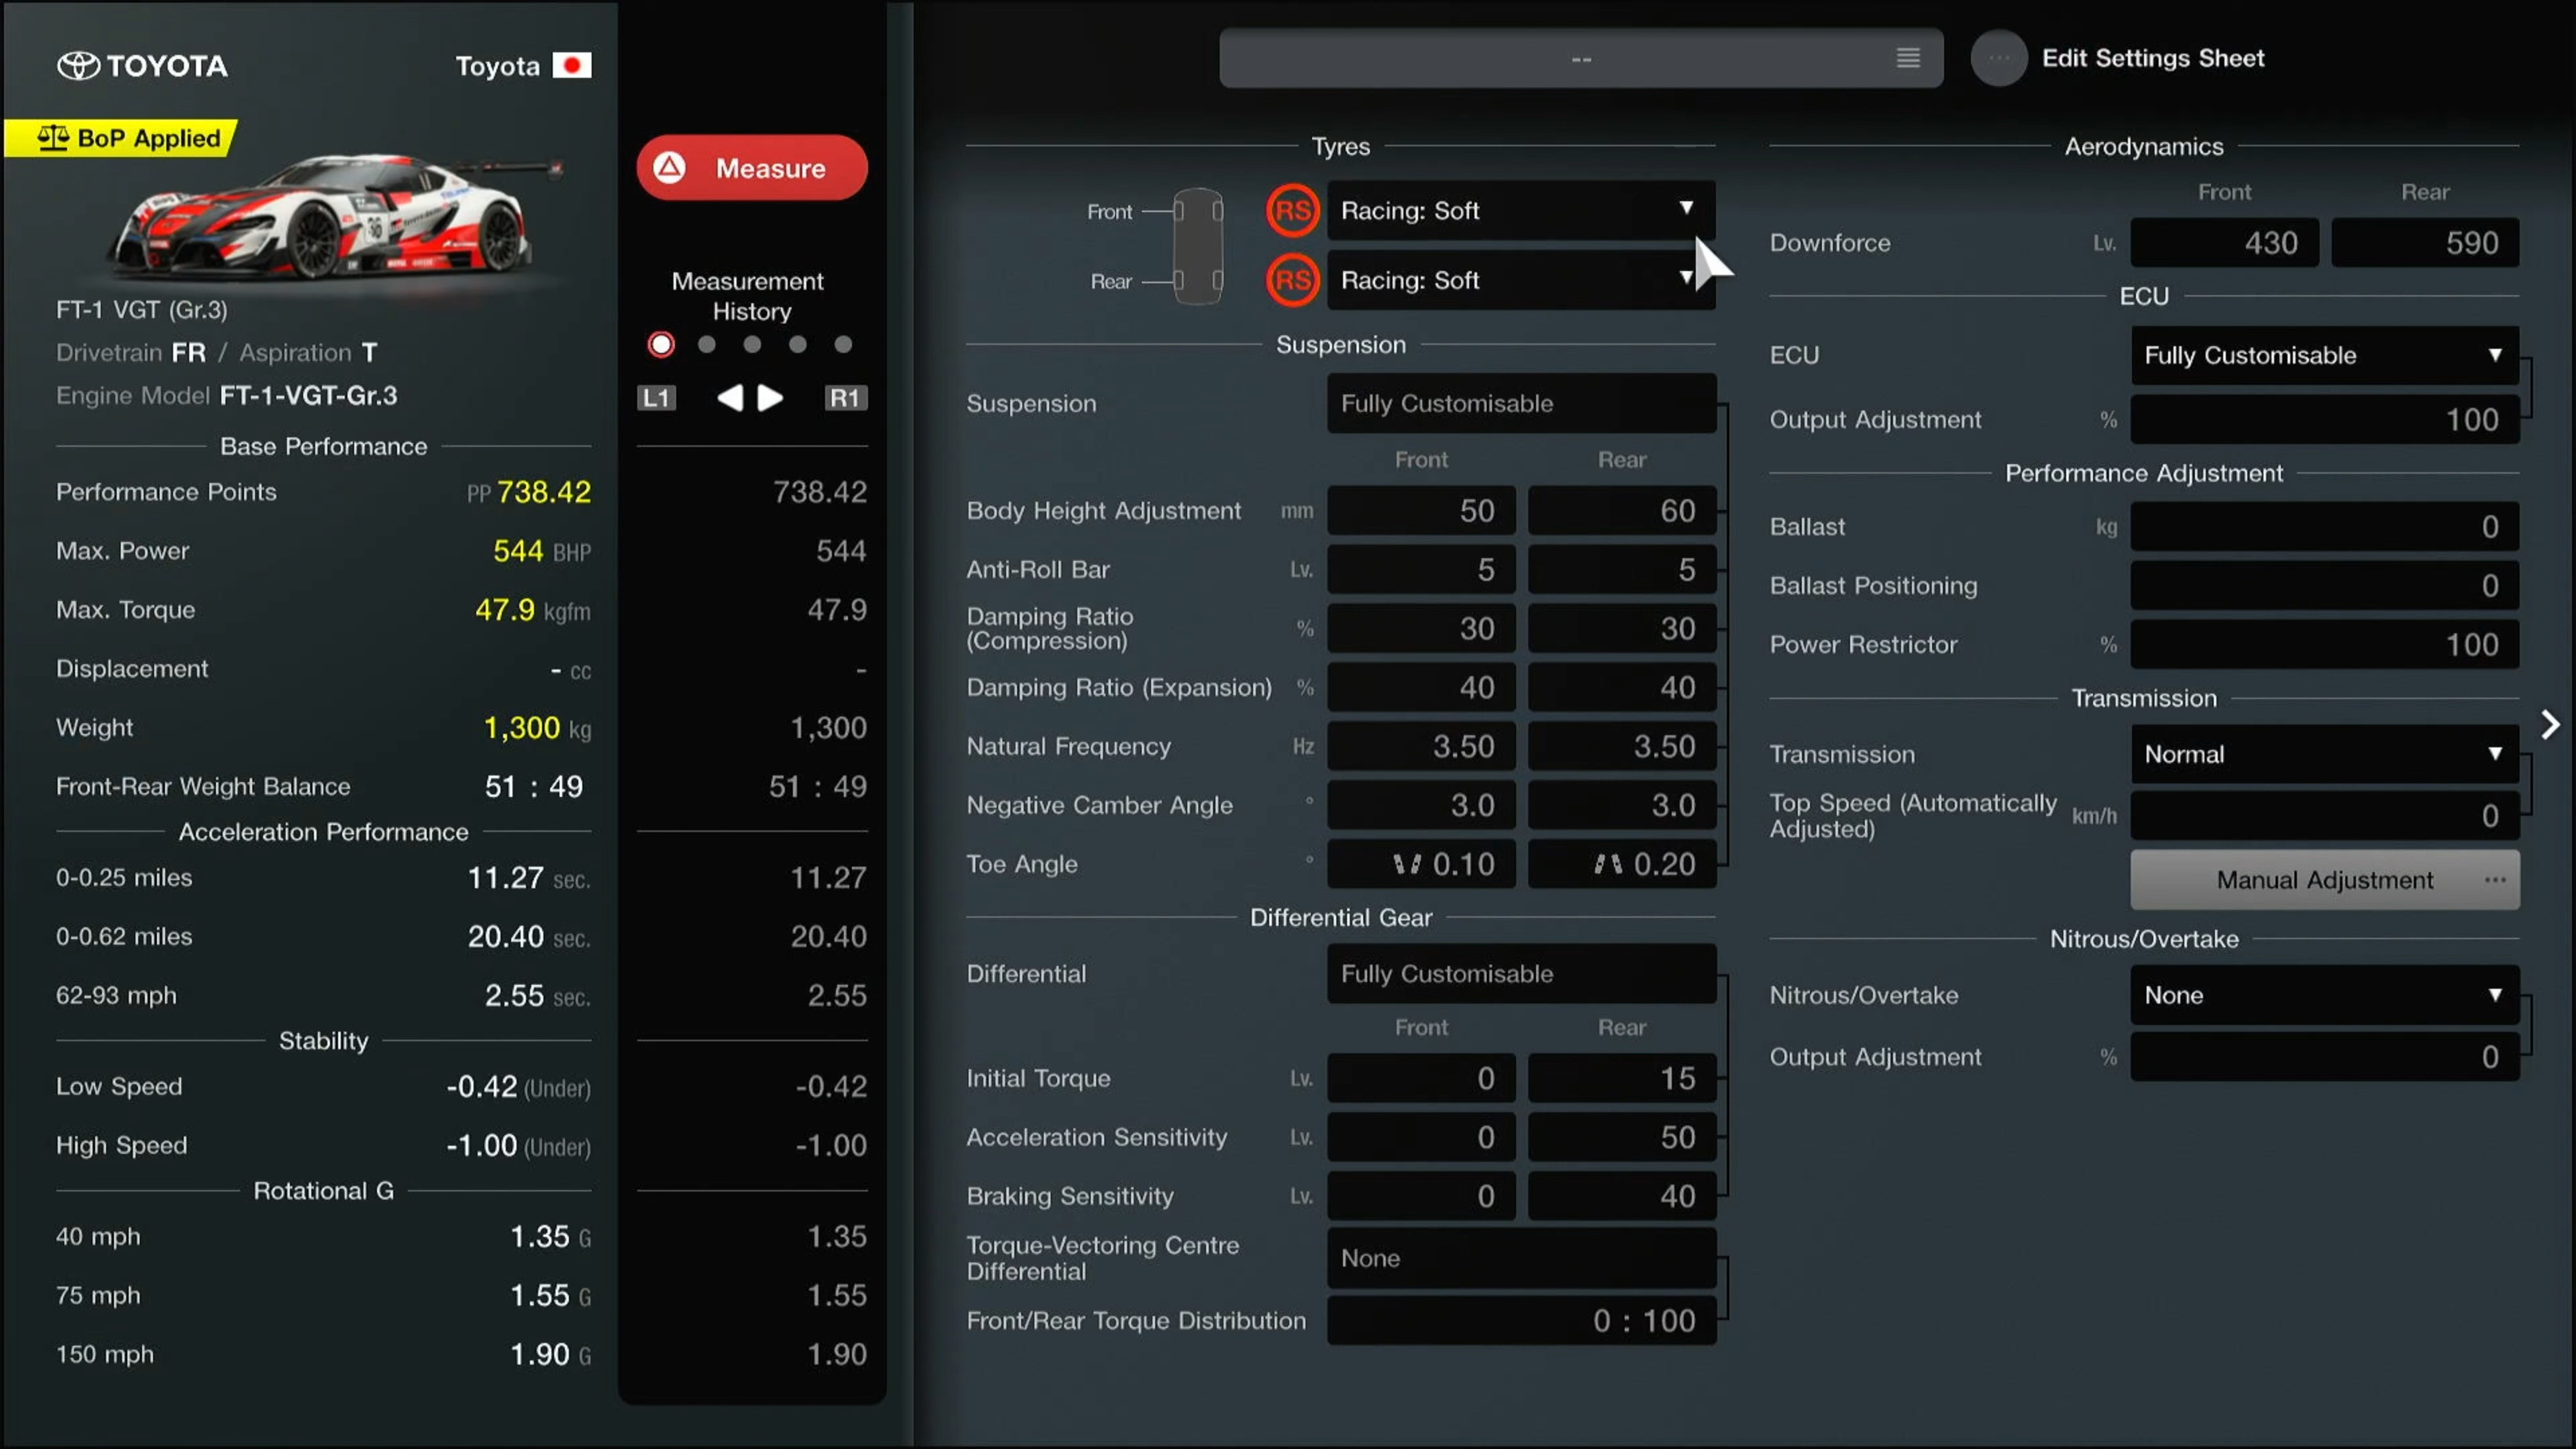 TOYOTA
Toyota
BoP Applied
FT-1 VGT (Gr.3)
Drivetrain FR / Aspiration T
Engine Model FT-1-VGT-Gr.3
Base Performance
Performance Points PP 738.42
Max. Power 544 BHP
Max. Torque 47.9 kgfm
Displacement - cc
Weight 1,300 kg
Front-Rear Weight Balance 51 : 49
Acceleration Performance
0-0.25 miles 11.27 sec.
0-0.62 miles 20.40 sec.
62-93 mph 2.55 sec.
Stability
Low Speed -0.42 (Under)
High Speed -1.00 (Under)
Rotational G
40 mph 1.35 G
75 mph 1.55 G
150 mph 1.90 G
Measure
Measurement
History
L1 R1
738.42
544
47.9
-
1,300
51 : 49
11.27
20.40
2.55
-0.42
-1.00
1.35
1.55
1.90
--
Edit Settings Sheet
Tyres
Front RS Racing: Soft
Rear RS Racing: Soft
Suspension
Suspension Fully Customisable
Front Rear
Body Height Adjustment mm 50 60
Anti-Roll Bar Lv. 5 5
Damping Ratio
(Compression) % 30 30
Damping Ratio (Expansion) % 40 40
Natural Frequency Hz 3.50 3.50
Negative Camber Angle ° 3.0 3.0
Toe Angle ° 0.10 0.20
Differential Gear
Differential Fully Customisable
Front Rear
Initial Torque Lv. 0 15
Acceleration Sensitivity Lv. 0 50
Braking Sensitivity Lv. 0 40
Torque-Vectoring Centre
Differential None
Front/Rear Torque Distribution 0 : 100
Aerodynamics
Front Rear
Downforce Lv. 430 590
ECU
ECU Fully Customisable
Output Adjustment % 100
Performance Adjustment
Ballast kg 0
Ballast Positioning 0
Power Restrictor % 100
Transmission
Transmission Normal
Top Speed (Automatically
Adjusted) km/h 0
Manual Adjustment ...
Nitrous/Overtake
Nitrous/Overtake None
Output Adjustment % 0